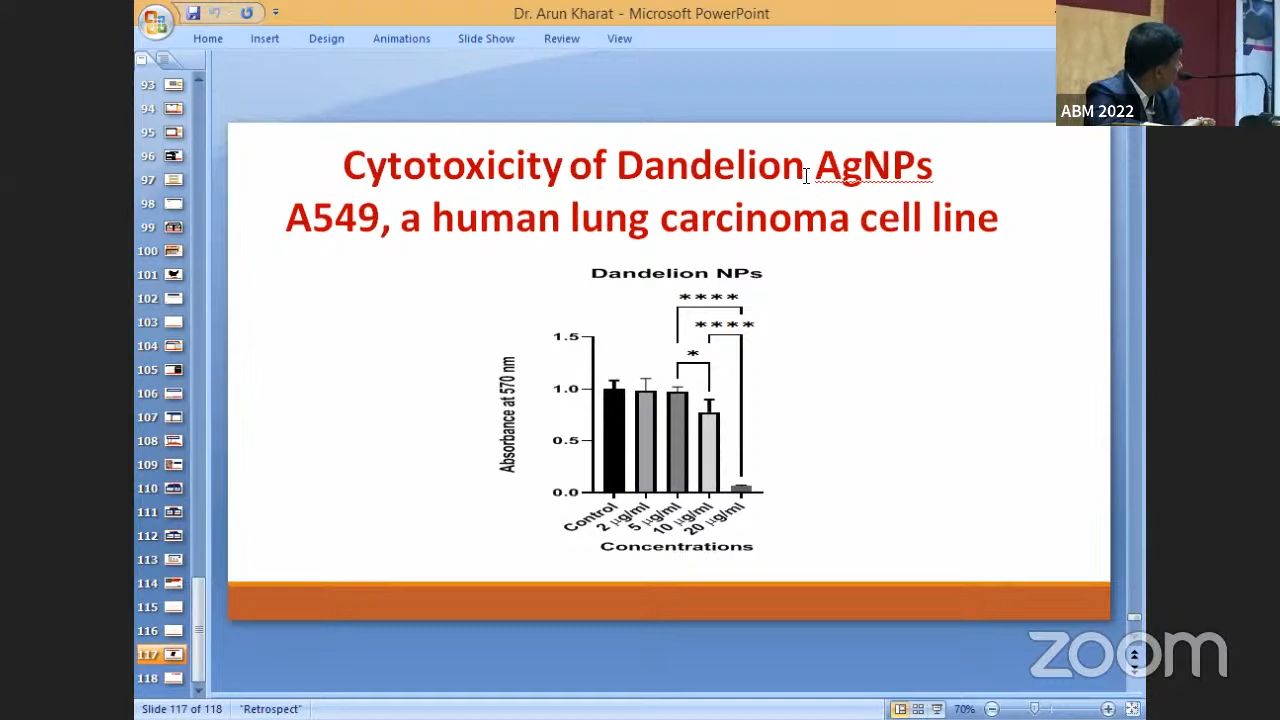 Dr. Arun Kharat - Microsoft PowerPoint
Home Insert Design Animations Slide Show Review View
ABM 2022
93
94
95
96
97
98
99
100
101
102
103
104
105
106
107
108
109
110
111
112
113
114
115
116
117
118
Cytotoxicity of Dandelion AgNPs
A549, a human lung carcinoma cell line
Dandelion NPs
****
****
*
1.5
1.0
0.5
0.0
Absorbance at 570 nm
Control
2 µg/ml
5 µg/ml
10 µg/ml
20 µg/ml
Concentrations
zoom
Slide 117 of 118 "Retrospect" 70%